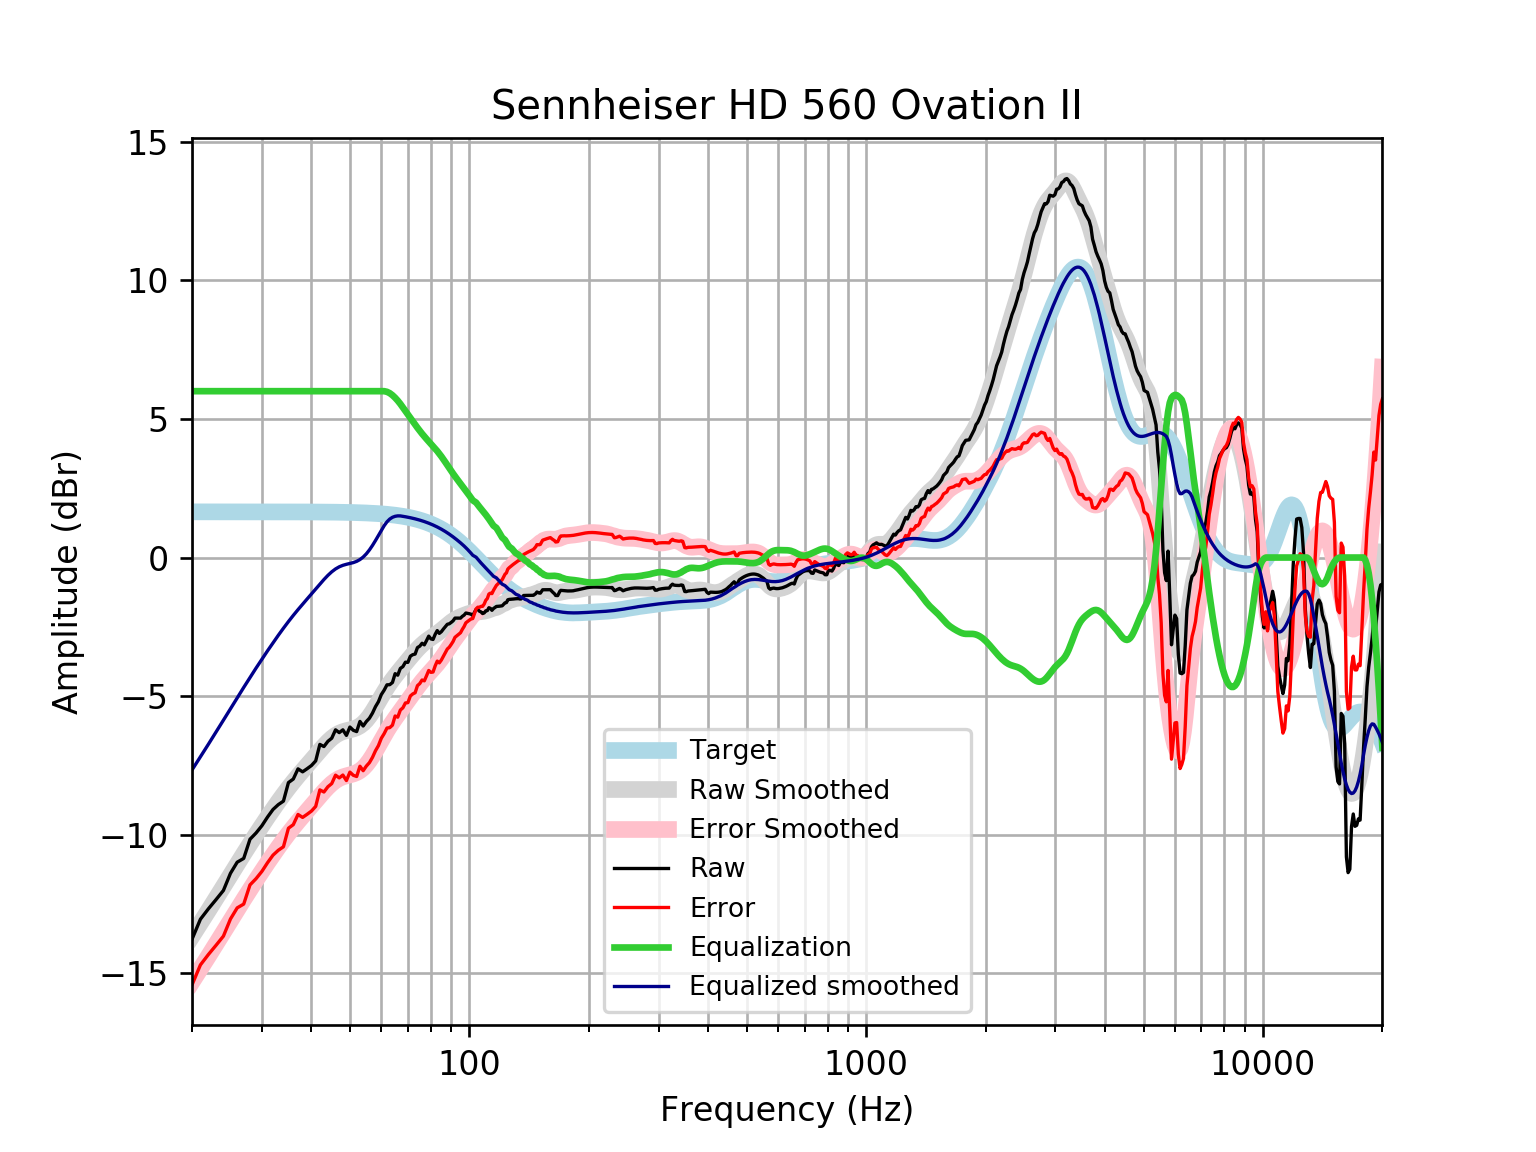 Sennheiser HD 560 Ovation II
Amplitude (dBr)
15
10
5
0
−5
−10
−15
Target
Raw Smoothed
Error Smoothed
Raw
Error
Equalization
Equalized smoothed
100
1000
10000
Frequency (Hz)